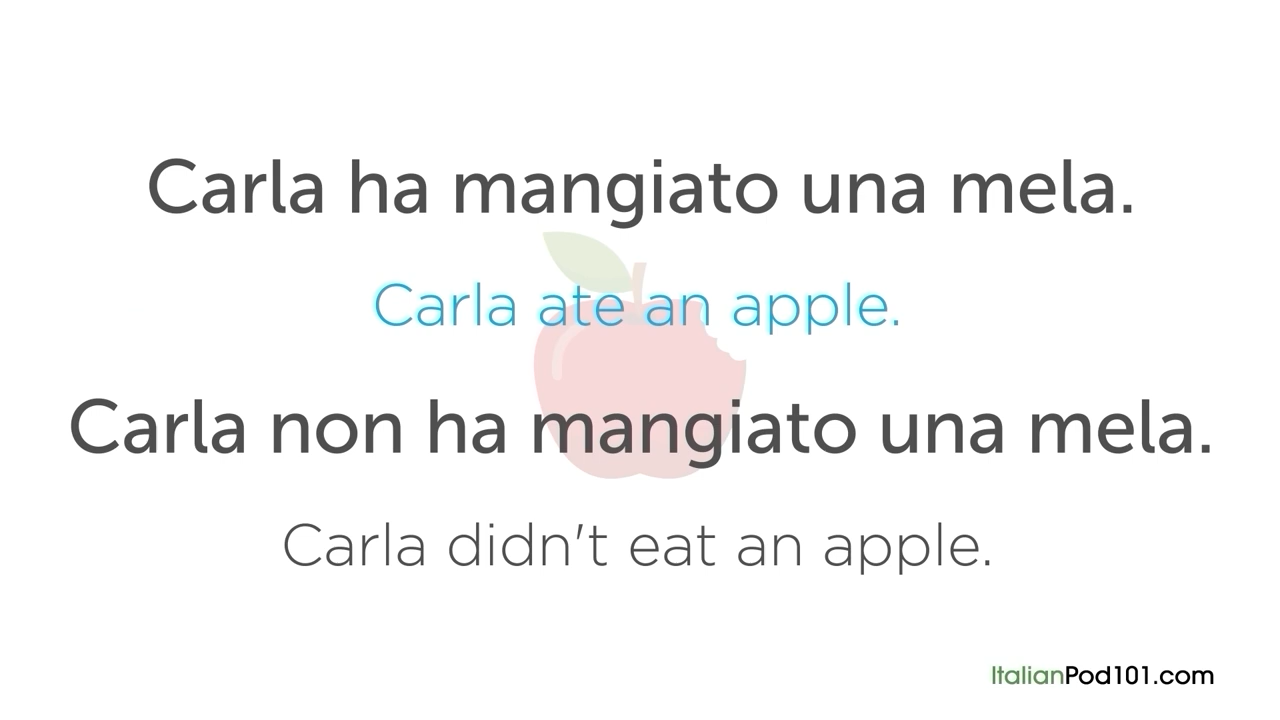 Carla ha mangiato una mela.
Carla ate an apple.
Carla non ha mangiato una mela.
Carla didn't eat an apple.
ItalianPod101.com